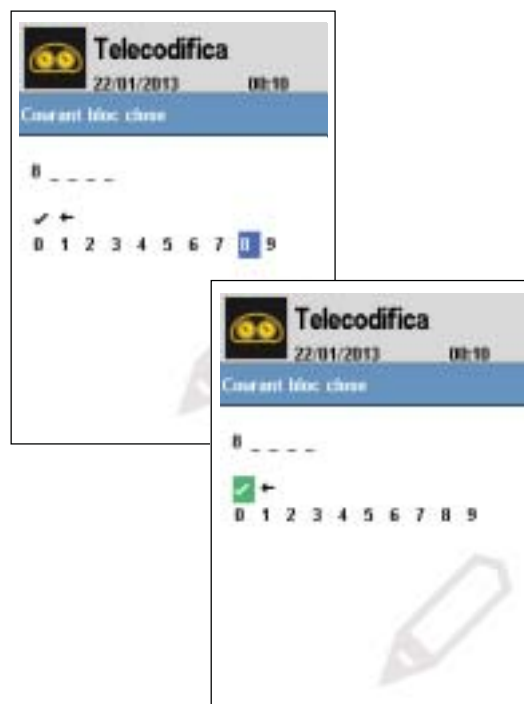 Telecodifica
22/01/2013 00:10
Courant bloc close
8 _ _ _ _
✓ ←
0 1 2 3 4 5 6 7 8 9
Telecodifica
22/01/2013 00:10
Courant bloc close
8 _ _ _ _
✓ ←
0 1 2 3 4 5 6 7 8 9